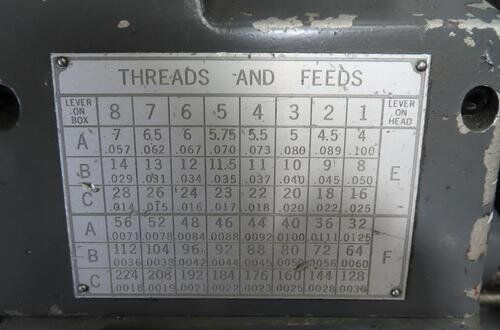 THREADS AND FEEDS
LEVER ON BOX 8 7 6 5 4 3 2 1 LEVER ON HEAD
A 7 6.5 6 5.75 5.5 5 4.5 4
.057 .062 .067 .070 .073 .080 .089 .100
B 14 13 12 11.5 11 10 9 8 E
.029 .031 .034 .035 .037 .040 .045 .050
C 28 26 24 23 22 20 18 16
.014 .015 .016 .017 .018 .020 .022 .025
A 56 52 48 46 44 40 36 32
.0071 .0078 .0084 .0088 .0092 .0100 .0111 .0125
B 112 104 96 92 88 80 72 64 F
.0036 .0038 .0042 .0044 .0045 .0050 .0056 .0060
C 224 208 192 184 176 160 144 128
.0018 .0019 .0021 .0022 .0023 .0025 .0028 .0030